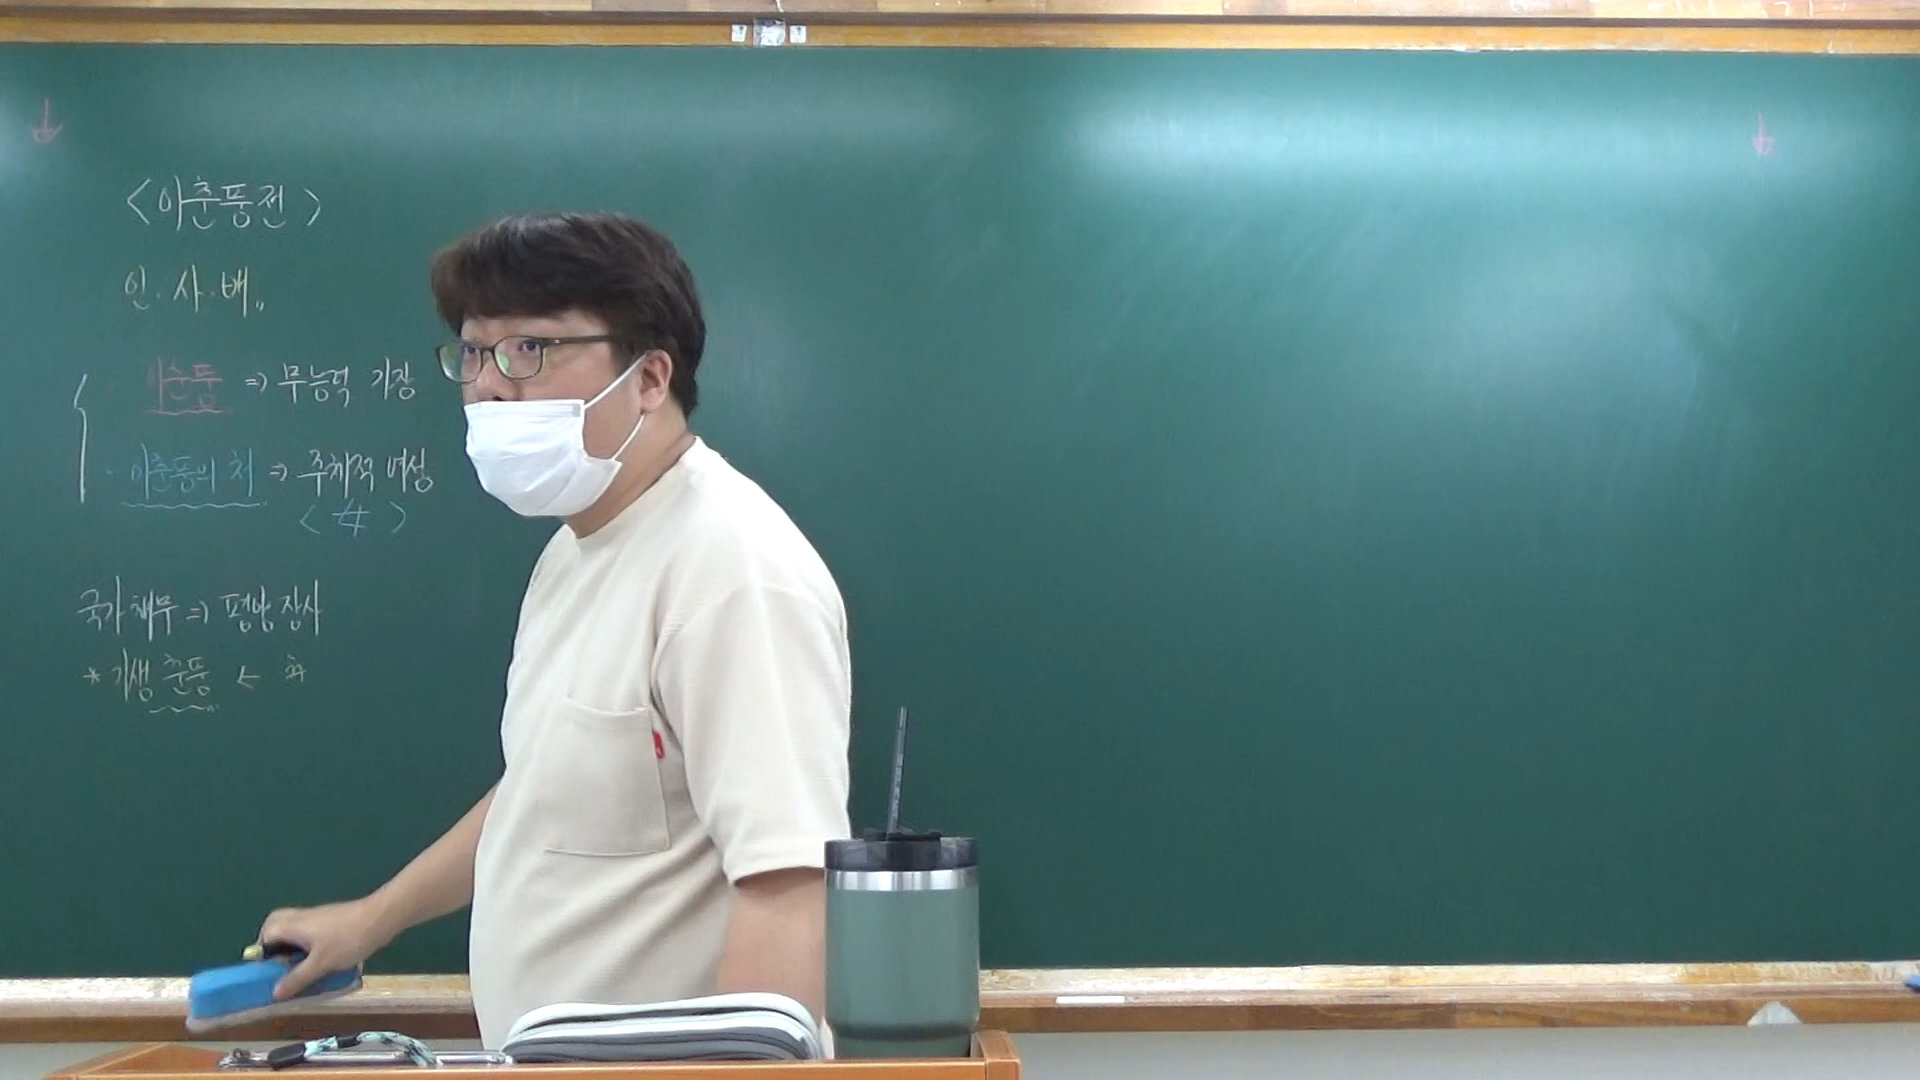 <이춘풍전>
인·사·배〃
이춘풍 => 무능력 가장
이춘풍의 처 => 주체적 여성
<女>
국가 채무 => 평양 장사
*기생 춘풍 ←